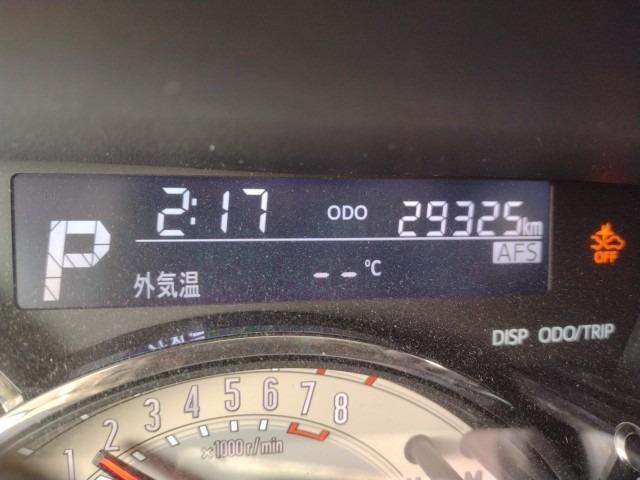 P 2:17 ODO 29325km
AFS
外気温 --℃
OFF
DISP ODO/TRIP
1 2 3 4 5 6 7 8
×1000r/min